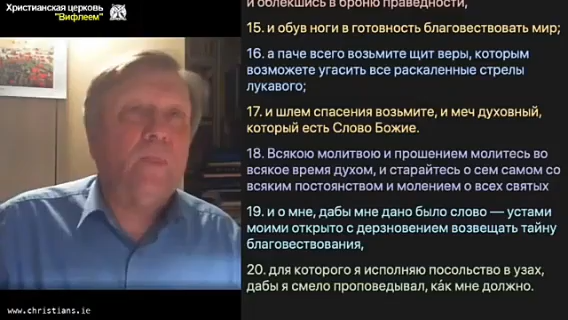 Христианская церковь
"Вифлеем"
и облекшись в броню праведности,
15. и обув ноги в готовность благовествовать мир;
16. а паче всего возьмите щит веры, которым
возможете угасить все раскаленные стрелы
лукавого;
17. и шлем спасения возьмите, и меч духовный,
который есть Слово Божие.
18. Всякою молитвою и прошением молитесь во
всякое время духом, и старайтесь о сем самом со
всяким постоянством и молением о всех святых
19. и о мне, дабы мне дано было слово — устами
моими открыто с дерзновением возвещать тайну
благовествования,
20. для которого я исполняю посольство в узах,
дабы я смело проповедывал, ка́к мне должно.
www.christians.ie